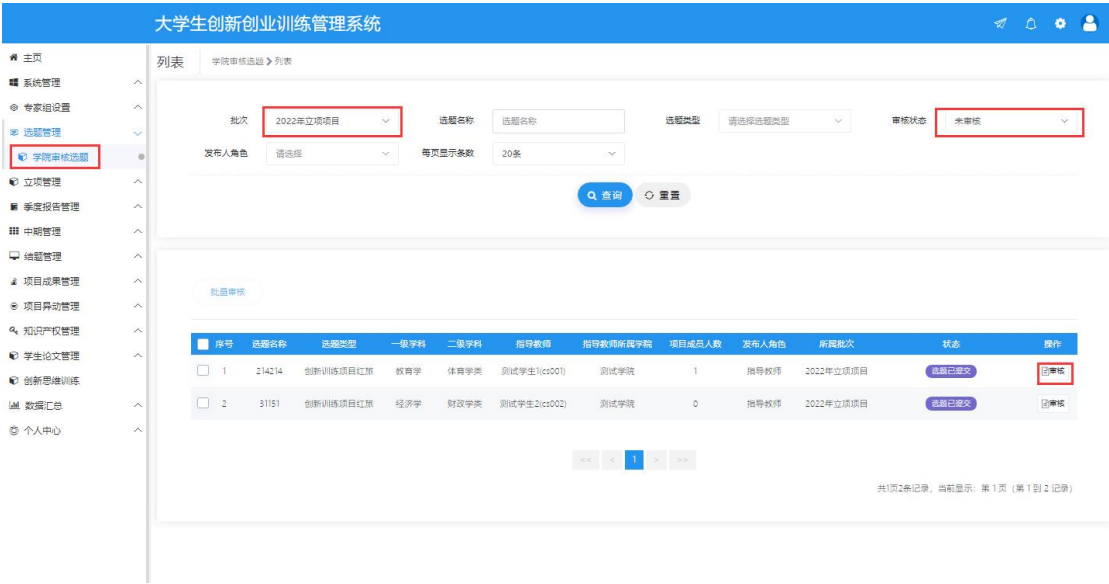 大学生创新创业训练管理系统
主页
系统管理
专家组设置
选题管理
学院审核选题
立项管理
季度报告管理
中期管理
结题管理
项目成果管理
项目异动管理
知识产权管理
学生论文管理
创新思维训练
数据汇总
个人中心
列表 学院审核选题 > 列表
批次 2022年立项项目 选题名称 选题名称 选题类型 请选择选题类型 审核状态 未审核
发布人角色 请选择 每页显示条数 20条
查询 重置
批量审核
序号 选题名称 选题类型 一级学科 二级学科 指导教师 指导教师所属学院 项目成员人数 发布人角色 所属批次 状态 操作
1 214214 创新训练项目红旅 教育学 体育学类 测试学生1(cs001) 测试学院 1 指导教师 2022年立项项目 选题已提交 审核
2 31151 创新训练项目红旅 经济学 财政学类 测试学生2(cs002) 测试学院 0 指导教师 2022年立项项目 选题已提交 审核
<< < 1 > >>
共1页2条记录，当前显示：第 1 页（第 1 到 2 记录）